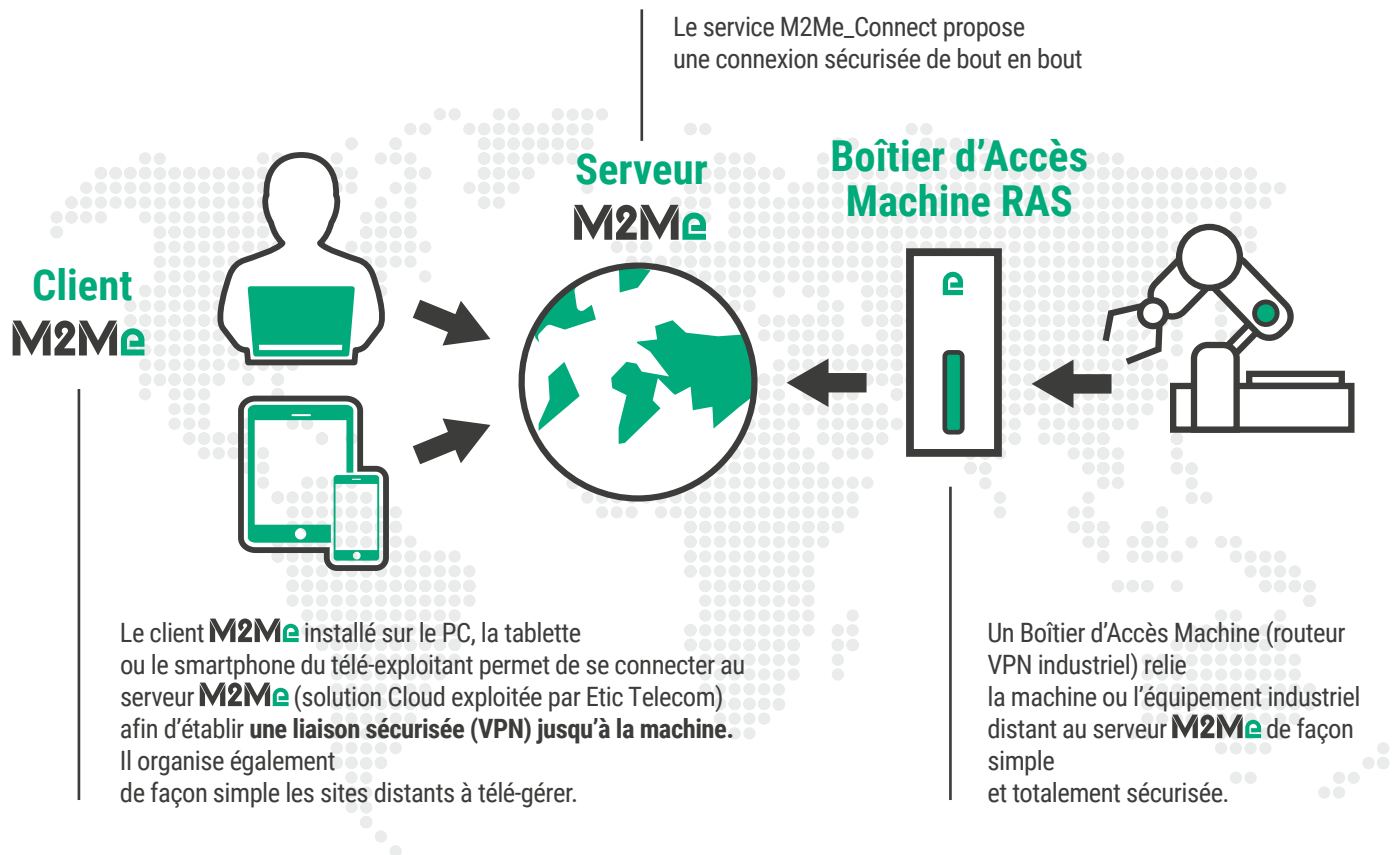 Le service M2Me_Connect propose
une connexion sécurisée de bout en bout
Serveur
M2Me
Boîtier d'Accès
Machine RAS
Client
M2Me
Le client M2Me installé sur le PC, la tablette
ou le smartphone du télé-exploitant permet de se connecter au
serveur M2Me (solution Cloud exploitée par Etic Telecom)
afin d'établir une liaison sécurisée (VPN) jusqu'à la machine.
Il organise également
de façon simple les sites distants à télé-gérer.
Un Boîtier d'Accès Machine (routeur
VPN industriel) relie
la machine ou l'équipement industriel
distant au serveur M2Me de façon
simple
et totalement sécurisée.